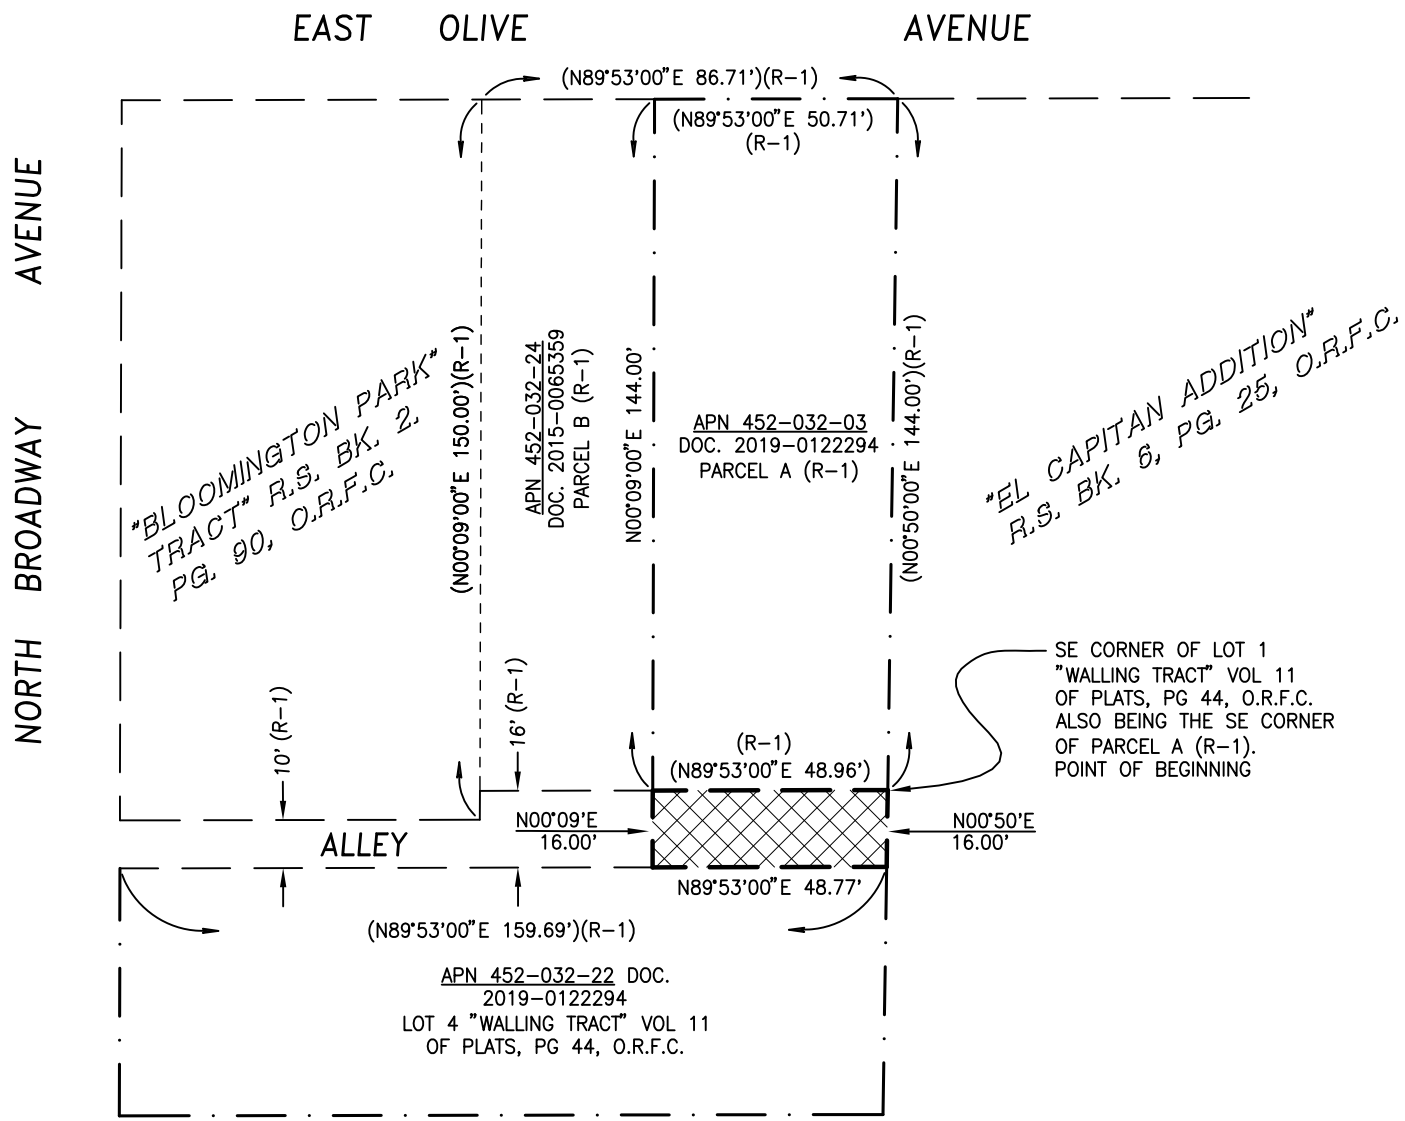 EAST OLIVE AVENUE
(N89°53'00"E 86.71')(R-1)
(N89°53'00"E 50.71')
(R-1)
NORTH BROADWAY AVENUE
"BLOOMINGTON PARK"
TRACT" R.S. BK. 2,
PG. 90, O.R.F.C.
(N00°09'00"E 150.00')(R-1)
APN 452-032-24
DOC. 2015-0065359
PARCEL B (R-1)
N00°09'00"E 144.00'
APN 452-032-03
DOC. 2019-0122294
PARCEL A (R-1)
(N00°50'00"E 144.00')(R-1)
"EL CAPITAN ADDITION"
R.S. BK. 6, PG. 25, O.R.F.C.
SE CORNER OF LOT 1
"WALLING TRACT" VOL 11
OF PLATS, PG 44, O.R.F.C.
ALSO BEING THE SE CORNER
OF PARCEL A (R-1).
POINT OF BEGINNING
10' (R-1)
16' (R-1)
(R-1)
(N89°53'00"E 48.96')
N00°09'E
16.00'
N00°50'E
16.00'
ALLEY
N89°53'00"E 48.77'
(N89°53'00"E 159.69')(R-1)
APN 452-032-22 DOC.
2019-0122294
LOT 4 "WALLING TRACT" VOL 11
OF PLATS, PG 44, O.R.F.C.